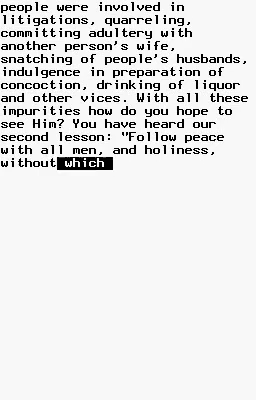 people were involved in
litigations, quarreling,
committing adultery with
another person's wife,
snatching of people's husbands,
indulgence in preparation of
concoction, drinking of liquor
and other vices. With all these
impurities how do you hope to
see Him? You have heard our
second lesson: "Follow peace
with all men, and holiness,
without which